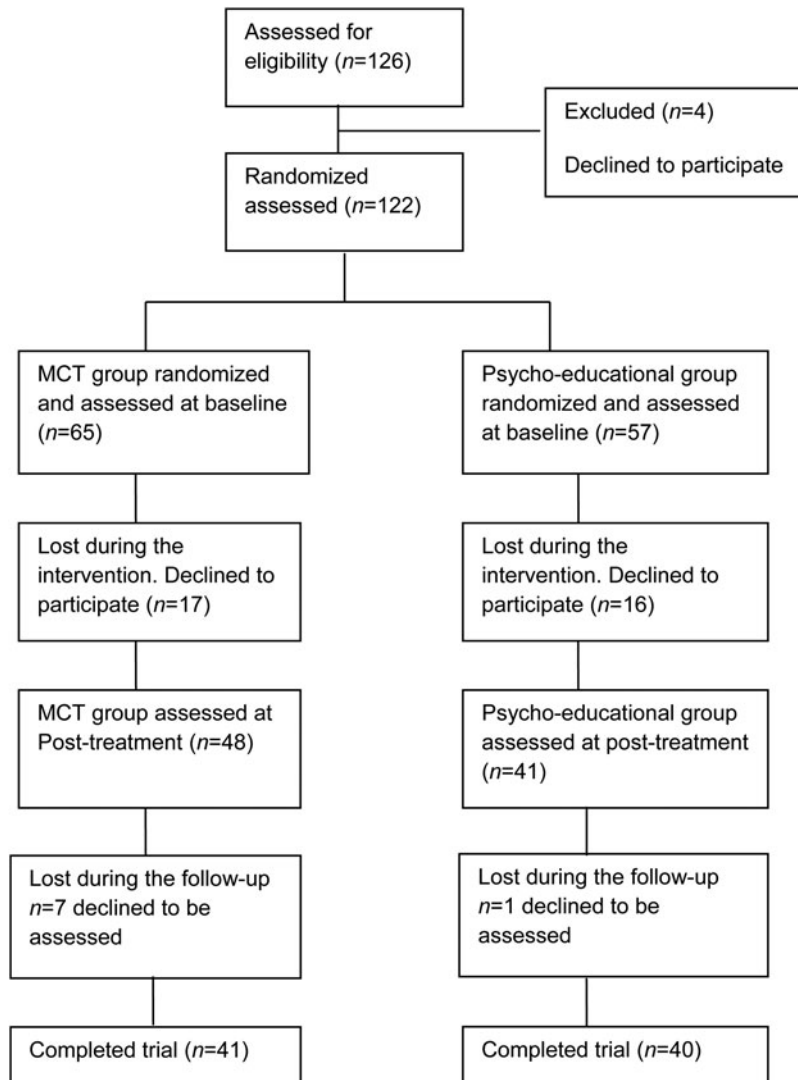 Assessed for
eligibility (n=126)
Excluded (n=4)
Declined to participate
Randomized
assessed (n=122)
MCT group randomized
and assessed at baseline
(n=65)
Psycho-educational group
randomized and assessed
at baseline (n=57)
Lost during the
intervention. Declined to
participate (n=17)
Lost during the
intervention. Declined to
participate (n=16)
MCT group assessed at
Post-treatment (n=48)
Psycho-educational group
assessed at post-treatment
(n=41)
Lost during the follow-up
n=7 declined to be
assessed
Lost during the follow-up
n=1 declined to be
assessed
Completed trial (n=41)
Completed trial (n=40)